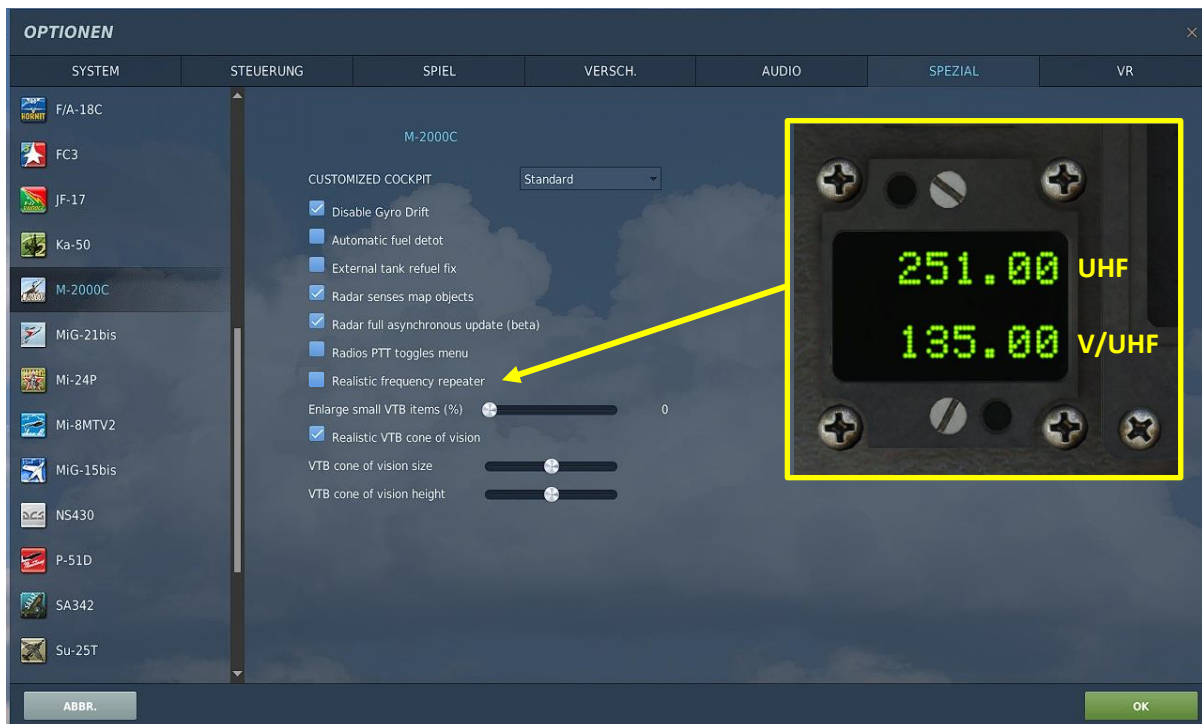 OPTIONEN
SYSTEM STEUERUNG SPIEL VERSCH. AUDIO SPEZIAL VR
F/A-18C
FC3
JF-17
Ka-50
M-2000C
MiG-21bis
Mi-24P
Mi-8MTV2
MiG-15bis
NS430
P-51D
SA342
Su-25T
M-2000C
CUSTOMIZED COCKPIT Standard
Disable Gyro Drift
Automatic fuel detot
External tank refuel fix
Radar senses map objects
Radar full asynchronous update (beta)
Radios PTT toggles menu
Realistic frequency repeater
Enlarge small VTB items (%) 0
Realistic VTB cone of vision
VTB cone of vision size
VTB cone of vision height
251.00 UHF
135.00 V/UHF
ABBR. OK